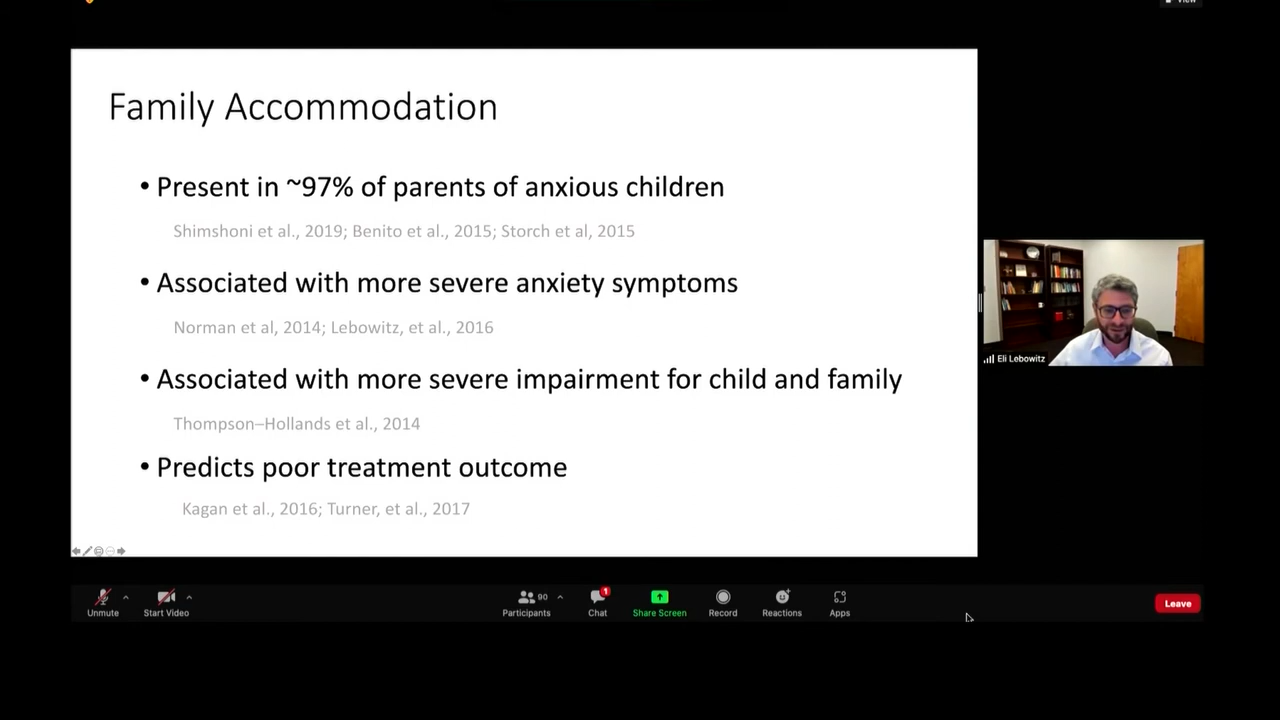 View
Family Accommodation
• Present in ~97% of parents of anxious children
Shimshoni et al., 2019; Benito et al., 2015; Storch et al, 2015
• Associated with more severe anxiety symptoms
Norman et al, 2014; Lebowitz, et al., 2016
• Associated with more severe impairment for child and family
Thompson–Hollands et al., 2014
• Predicts poor treatment outcome
Kagan et al., 2016; Turner, et al., 2017
Eli Lebowitz
Unmute
Start Video
90
Participants
1
Chat
Share Screen
Record
Reactions
Apps
Leave